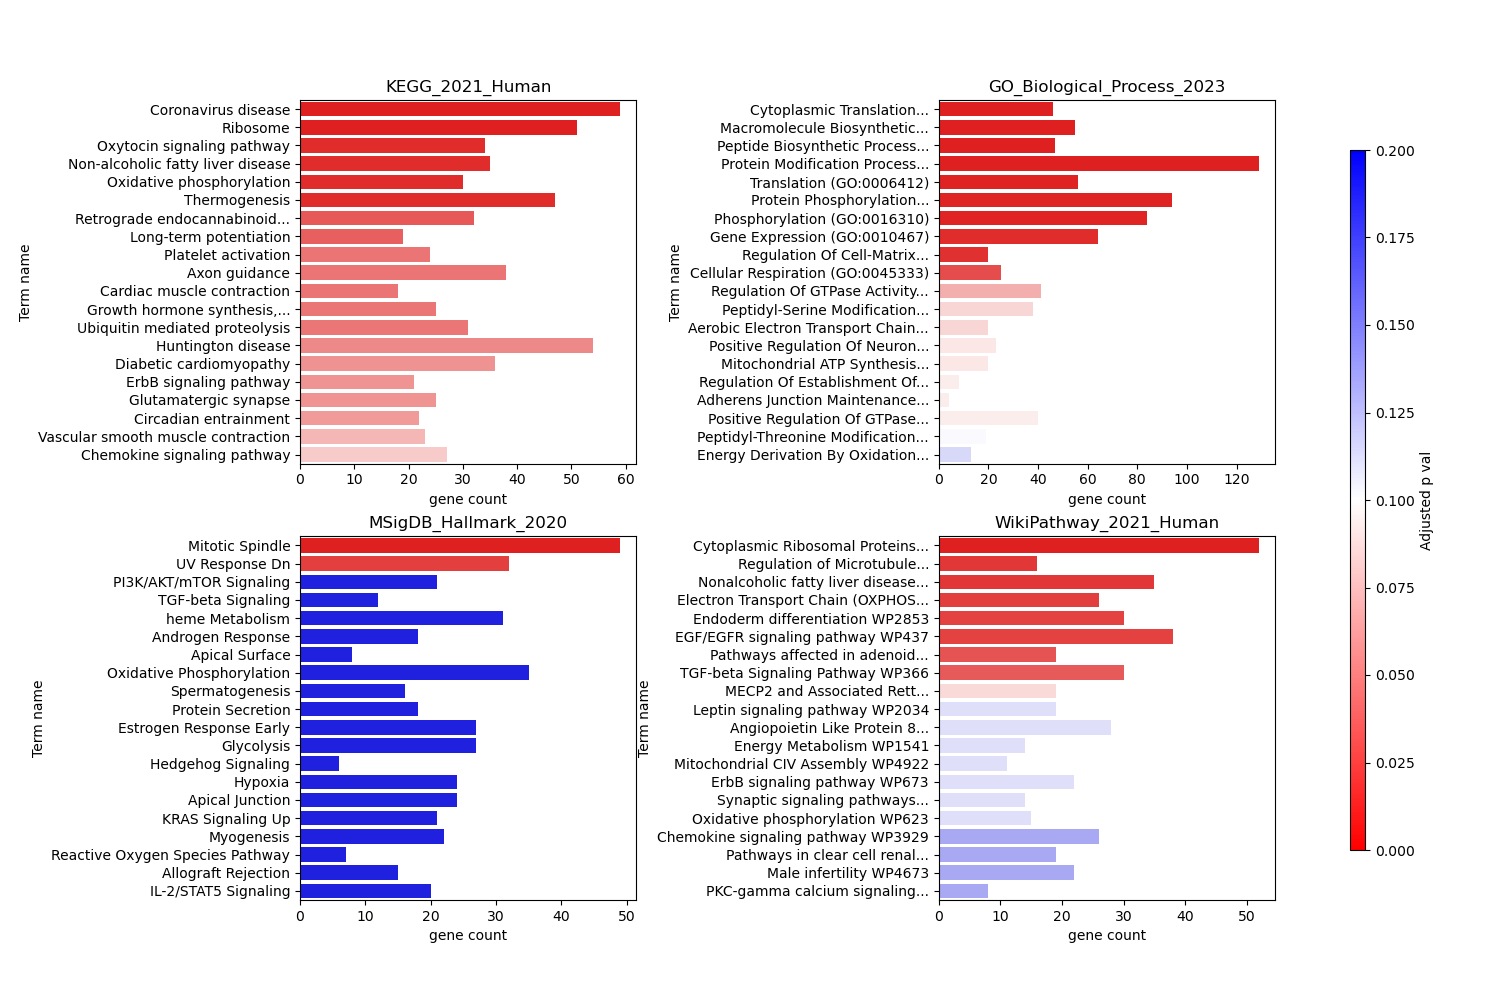 KEGG_2021_Human
Term name
Coronavirus disease
Ribosome
Oxytocin signaling pathway
Non-alcoholic fatty liver disease
Oxidative phosphorylation
Thermogenesis
Retrograde endocannabinoid...
Long-term potentiation
Platelet activation
Axon guidance
Cardiac muscle contraction
Growth hormone synthesis,...
Ubiquitin mediated proteolysis
Huntington disease
Diabetic cardiomyopathy
ErbB signaling pathway
Glutamatergic synapse
Circadian entrainment
Vascular smooth muscle contraction
Chemokine signaling pathway
0 10 20 30 40 50 60
gene count
GO_Biological_Process_2023
Term name
Cytoplasmic Translation...
Macromolecule Biosynthetic...
Peptide Biosynthetic Process...
Protein Modification Process...
Translation (GO:0006412)
Protein Phosphorylation...
Phosphorylation (GO:0016310)
Gene Expression (GO:0010467)
Regulation Of Cell-Matrix...
Cellular Respiration (GO:0045333)
Regulation Of GTPase Activity...
Peptidyl-Serine Modification...
Aerobic Electron Transport Chain...
Positive Regulation Of Neuron...
Mitochondrial ATP Synthesis...
Regulation Of Establishment Of...
Adherens Junction Maintenance...
Positive Regulation Of GTPase...
Peptidyl-Threonine Modification...
Energy Derivation By Oxidation...
0 20 40 60 80 100 120
gene count
MSigDB_Hallmark_2020
Term name
Mitotic Spindle
UV Response Dn
PI3K/AKT/mTOR Signaling
TGF-beta Signaling
heme Metabolism
Androgen Response
Apical Surface
Oxidative Phosphorylation
Spermatogenesis
Protein Secretion
Estrogen Response Early
Glycolysis
Hedgehog Signaling
Hypoxia
Apical Junction
KRAS Signaling Up
Myogenesis
Reactive Oxygen Species Pathway
Allograft Rejection
IL-2/STAT5 Signaling
0 10 20 30 40 50
gene count
WikiPathway_2021_Human
Term name
Cytoplasmic Ribosomal Proteins...
Regulation of Microtubule...
Nonalcoholic fatty liver disease...
Electron Transport Chain (OXPHOS...
Endoderm differentiation WP2853
EGF/EGFR signaling pathway WP437
Pathways affected in adenoid...
TGF-beta Signaling Pathway WP366
MECP2 and Associated Rett...
Leptin signaling pathway WP2034
Angiopoietin Like Protein 8...
Energy Metabolism WP1541
Mitochondrial CIV Assembly WP4922
ErbB signaling pathway WP673
Synaptic signaling pathways...
Oxidative phosphorylation WP623
Chemokine signaling pathway WP3929
Pathways in clear cell renal...
Male infertility WP4673
PKC-gamma calcium signaling...
0 10 20 30 40 50
gene count
0.200
0.175
0.150
0.125
0.100
0.075
0.050
0.025
0.000
Adjusted p val